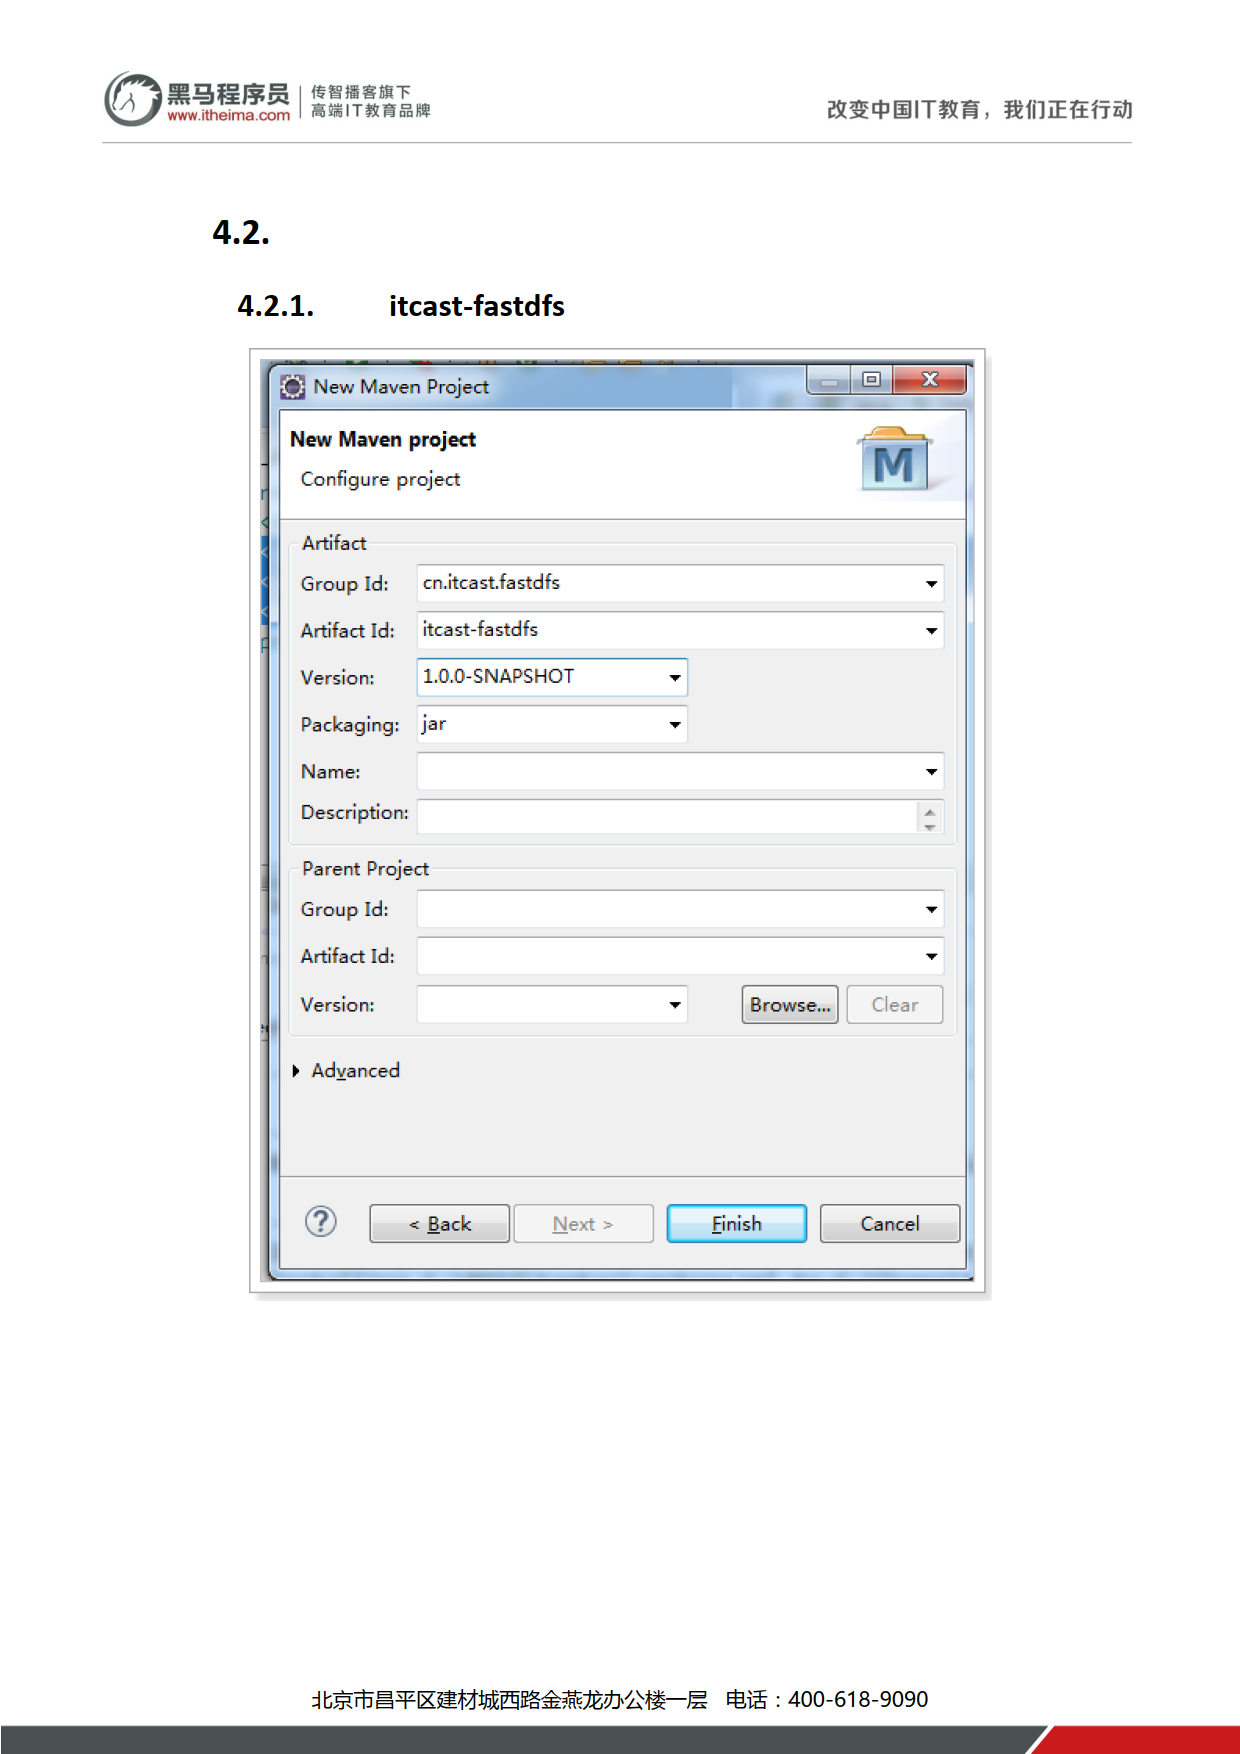 黑马程序员
www.itheima.com
传智播客旗下
高端IT教育品牌
改变中国IT教育，我们正在行动
4.2.
4.2.1. itcast-fastdfs
New Maven Project
New Maven project
Configure project
M
Artifact
Group Id: cn.itcast.fastdfs
Artifact Id: itcast-fastdfs
Version: 1.0.0-SNAPSHOT
Packaging: jar
Name:
Description:
Parent Project
Group Id:
Artifact Id:
Version: Browse... Clear
Advanced
? < Back Next > Finish Cancel
北京市昌平区建材城西路金燕龙办公楼一层 电话：400-618-9090